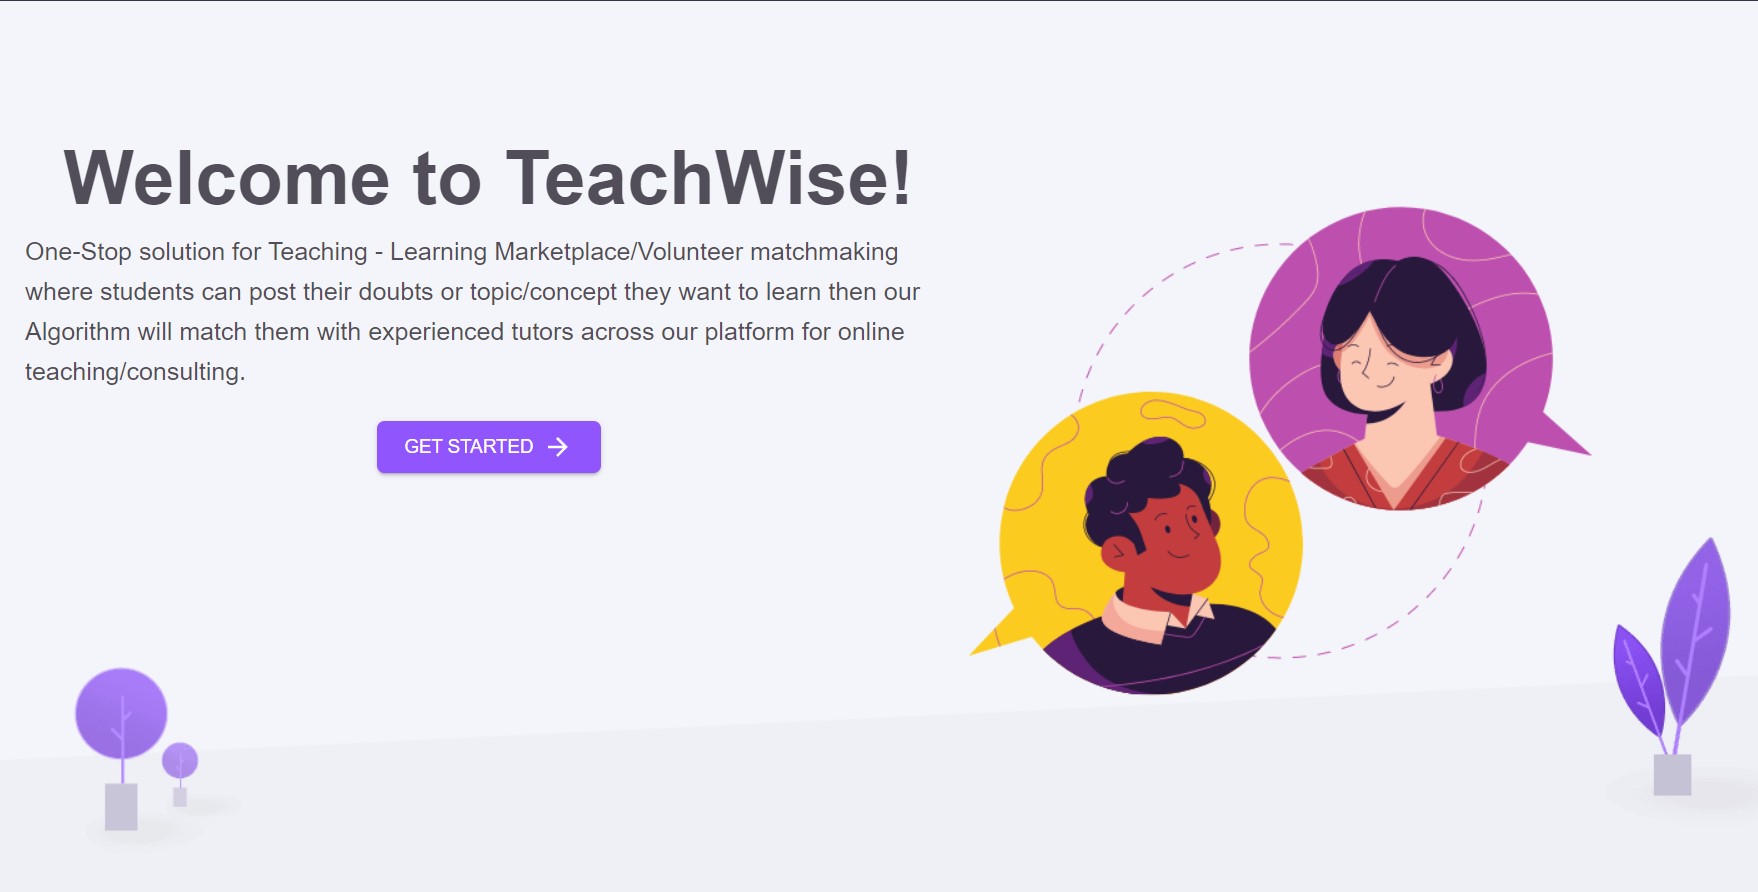 Welcome to TeachWise!
One-Stop solution for Teaching - Learning Marketplace/Volunteer matchmaking
where students can post their doubts or topic/concept they want to learn then our
Algorithm will match them with experienced tutors across our platform for online
teaching/consulting.
GET STARTED